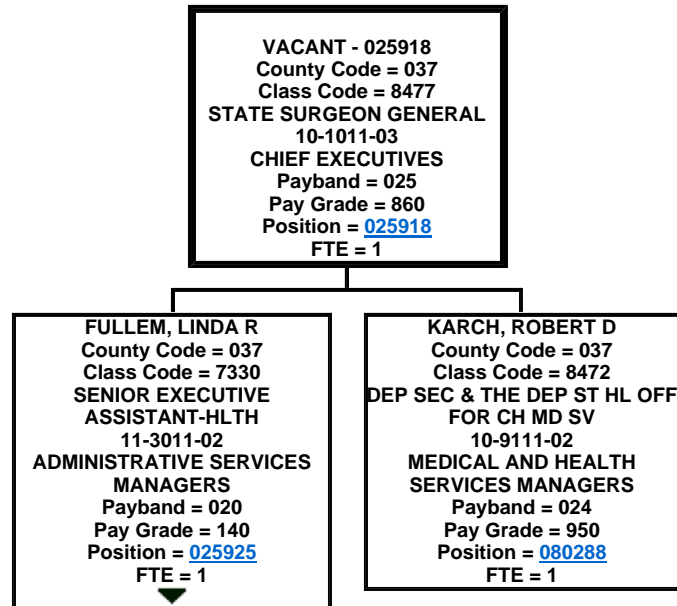 VACANT - 025918
County Code = 037
Class Code = 8477
STATE SURGEON GENERAL
10-1011-03
CHIEF EXECUTIVES
Payband = 025
Pay Grade = 860
Position = 025918
FTE = 1
FULLEM, LINDA R
County Code = 037
Class Code = 7330
SENIOR EXECUTIVE
ASSISTANT-HLTH
11-3011-02
ADMINISTRATIVE SERVICES
MANAGERS
Payband = 020
Pay Grade = 140
Position = 025925
FTE = 1
KARCH, ROBERT D
County Code = 037
Class Code = 8472
DEP SEC & THE DEP ST HL OFF
FOR CH MD SV
10-9111-02
MEDICAL AND HEALTH
SERVICES MANAGERS
Payband = 024
Pay Grade = 950
Position = 080288
FTE = 1